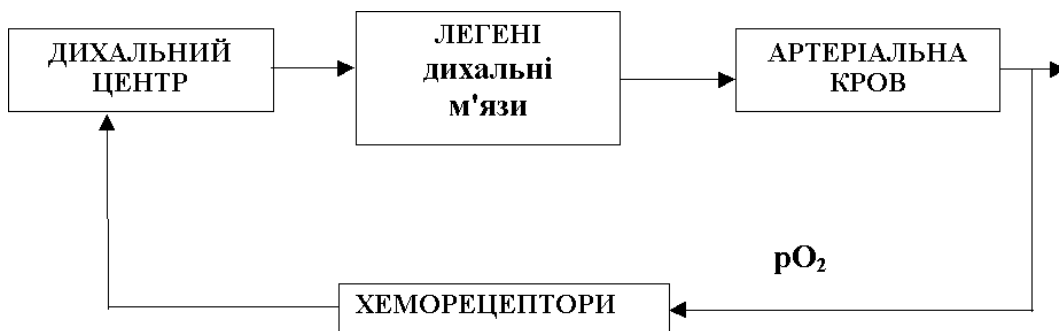 ДИХАЛЬНИЙ
ЦЕНТР
ЛЕГЕНІ
дихальні
м'язи
АРТЕРІАЛЬНА
КРОВ
pO₂
ХЕМОРЕЦЕПТОРИ